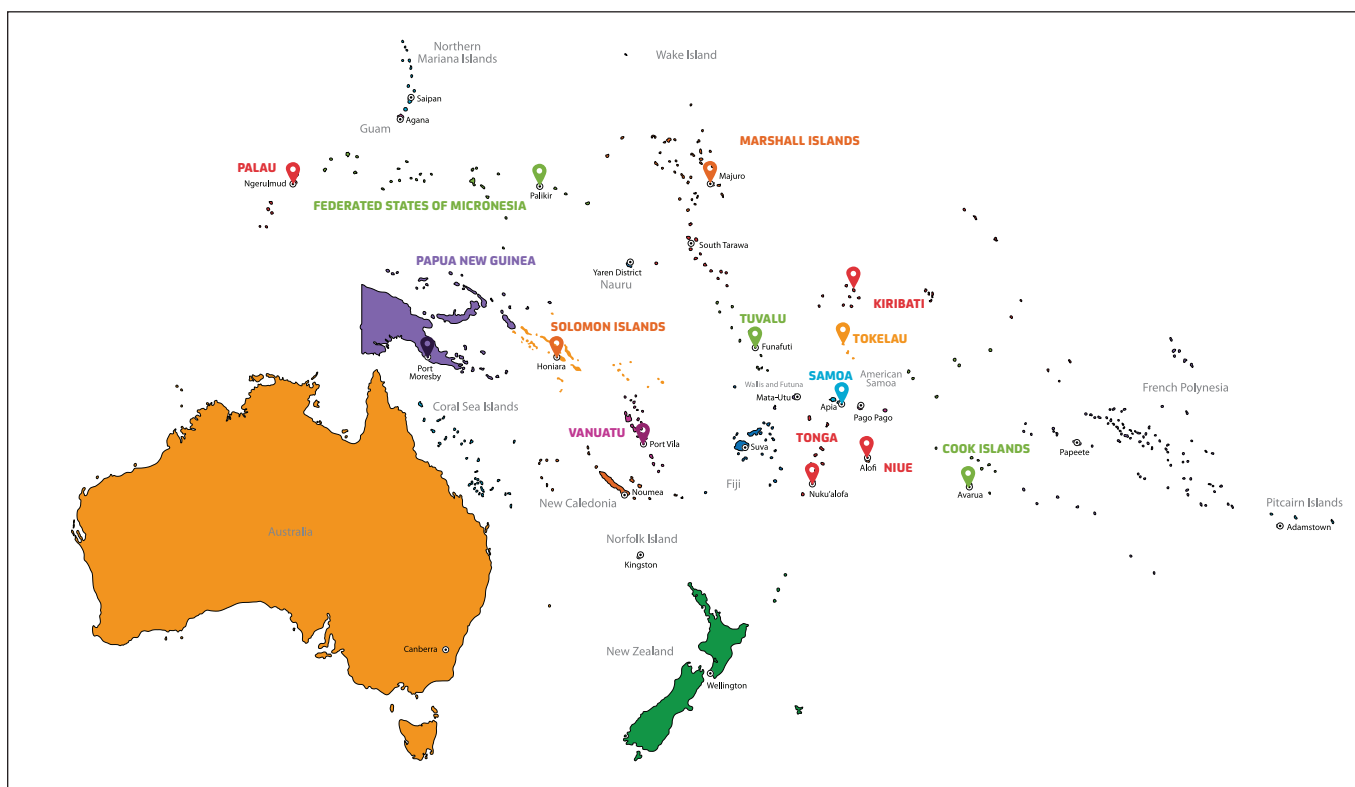 Northern
Mariana Islands
Wake Island
Saipan
Agana
Guam
MARSHALL ISLANDS
PALAU
Ngerulmud
Majuro
Palikir
FEDERATED STATES OF MICRONESIA
South Tarawa
PAPUA NEW GUINEA
Yaren District
Nauru
KIRIBATI
TUVALU
SOLOMON ISLANDS
TOKELAU
Funafuti
Honiara
Port
Moresby
SAMOA
American
Samoa
Walis and Futuna
Mata-Utu
French Polynesia
Coral Sea Islands
Apia
Pago Pago
VANUATU
Port Vila
TONGA
Suva
COOK ISLANDS
Papeete
Alofi
NIUE
Fiji
Noumea
New Caledonia
Nuku'alofa
Avarua
Pitcairn Islands
Adamstown
Australia
Norfolk Island
Kingston
Canberra
New Zealand
Wellington